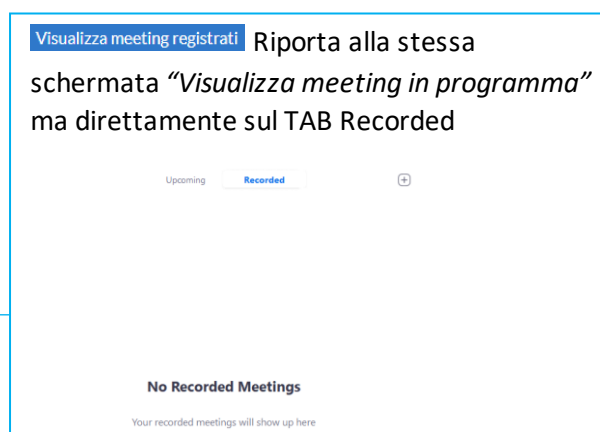 Visualizza meeting registrati Riporta alla stessa
schermata “Visualizza meeting in programma”
ma direttamente sul TAB Recorded
Upcoming Recorded
No Recorded Meetings
Your recorded meetings will show up here